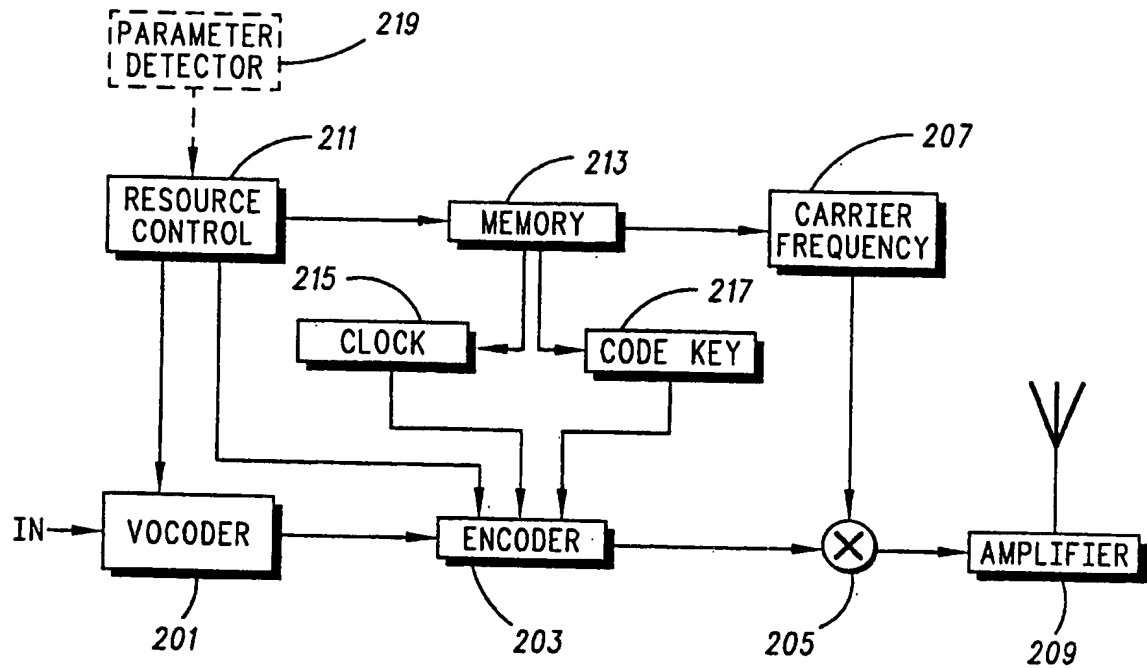 PARAMETER
DETECTOR
219
211
RESOURCE
CONTROL
213
MEMORY
207
CARRIER
FREQUENCY
215
CLOCK
217
CODE KEY
IN
VOCODER
201
ENCODER
203
205
AMPLIFIER
209